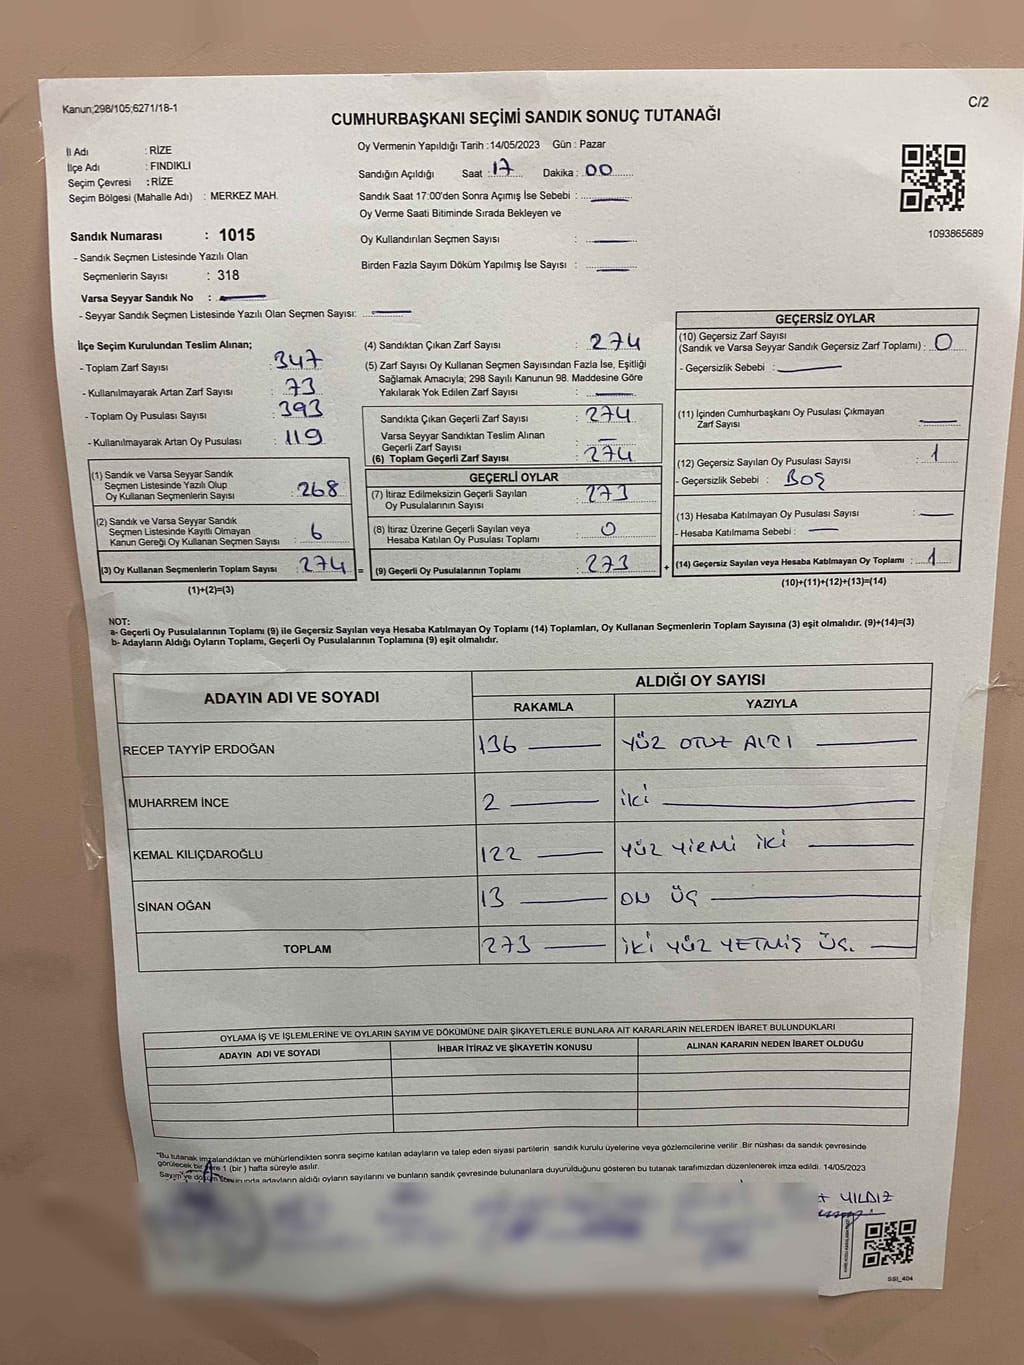 Kanun;298/105;6271/18-1
C/2
CUMHURBAŞKANI SEÇİMİ SANDIK SONUÇ TUTANAĞI
İl Adı : RİZE
İlçe Adı : FINDIKLI
Seçim Çevresi : RİZE
Seçim Bölgesi (Mahalle Adı) : MERKEZ MAH.
Sandık Numarası : 1015
- Sandık Seçmen Listesinde Yazılı Olan
Seçmenlerin Sayısı : 318
Varsa Seyyar Sandık No :
- Seyyar Sandık Seçmen Listesinde Yazılı Olan Seçmen Sayısı:
Oy Vermenin Yapıldığı Tarih :14/05/2023 Gün : Pazar
Sandığın Açıldığı Saat : 17 Dakika : 00
Sandık Saat 17:00'den Sonra Açımış İse Sebebi :
Oy Verme Saati Bitiminde Sırada Bekleyen ve
Oy Kullandırılan Seçmen Sayısı :
Birden Fazla Sayım Döküm Yapılmış İse Sayısı :
1093865689
İlçe Seçim Kurulundan Teslim Alınan;
- Toplam Zarf Sayısı : 347
- Kullanılmayarak Artan Zarf Sayısı : 73
- Toplam Oy Pusulası Sayısı : 393
- Kullanılmayarak Artan Oy Pusulası : 119
(1) Sandık ve Varsa Seyyar Sandık
Seçmen Listesinde Yazılı Olup
Oy Kullanan Seçmenlerin Sayısı : 268
(2) Sandık ve Varsa Seyyar Sandık
Seçmen Listesinde Kayıtlı Olmayan
Kanun Gereği Oy Kullanan Seçmen Sayısı : 6
(3) Oy Kullanan Seçmenlerin Toplam Sayısı : 274 =
(1)+(2)=(3)
(4) Sandıktan Çıkan Zarf Sayısı : 274
(5) Zarf Sayısı Oy Kullanan Seçmen Sayısından Fazla İse, Eşitliği
Sağlamak Amacıyla; 298 Sayılı Kanunun 98. Maddesine Göre
Yakılarak Yok Edilen Zarf Sayısı :
Sandıkta Çıkan Geçerli Zarf Sayısı : 274
Varsa Seyyar Sandıktan Teslim Alınan
Geçerli Zarf Sayısı : –
(6) Toplam Geçerli Zarf Sayısı : 274
GEÇERLİ OYLAR
(7) İtiraz Edilmeksizin Geçerli Sayılan
Oy Pusulalarının Sayısı : 273
(8) İtiraz Üzerine Geçerli Sayılan veya
Hesaba Katılan Oy Pusulası Toplamı : 0
(9) Geçerli Oy Pusulalarının Toplamı : 273 +
GEÇERSİZ OYLAR
(10) Geçersiz Zarf Sayısı
(Sandık ve Varsa Seyyar Sandık Geçersiz Zarf Toplamı) : 0
- Geçersizlik Sebebi :
(11) İçinden Cumhurbaşkanı Oy Pusulası Çıkmayan
Zarf Sayısı :
(12) Geçersiz Sayılan Oy Pusulası Sayısı : 1
- Geçersizlik Sebebi : BOŞ
(13) Hesaba Katılmayan Oy Pusulası Sayısı :
- Hesaba Katılmama Sebebi :
(14) Geçersiz Sayılan veya Hesaba Katılmayan Oy Toplamı : 1
(10)+(11)+(12)+(13)=(14)
NOT:
a- Geçerli Oy Pusulalarının Toplamı (9) ile Geçersiz Sayılan veya Hesaba Katılmayan Oy Toplamı (14) Toplamları, Oy Kullanan Seçmenlerin Toplam Sayısına (3) eşit olmalıdır. (9)+(14)=(3)
b- Adayların Aldığı Oyların Toplamı, Geçerli Oy Pusulalarının Toplamına (9) eşit olmalıdır.
ADAYIN ADI VE SOYADI
ALDIĞI OY SAYISI
RAKAMLA YAZIYLA
RECEP TAYYİP ERDOĞAN 136 YÜZ OTUZ ALTI
MUHARREM İNCE 2 İKİ
KEMAL KILIÇDAROĞLU 122 YÜZ YİRMİ İKİ
SİNAN OĞAN 13 ON ÜÇ
TOPLAM 273 İKİ YÜZ YETMİŞ ÜÇ.
OYLAMA İŞ VE İŞLEMLERİNE VE OYLARIN SAYIM VE DÖKÜMÜNE DAİR ŞİKAYETLERLE BUNLARA AİT KARARLARIN NELERDEN İBARET BULUNDUKLARI
ADAYIN ADI VE SOYADI İHBAR İTİRAZ VE ŞİKAYETİN KONUSU ALINAN KARARIN NEDEN İBARET OLDUĞU
*Bu tutanak imzalandıktan ve mühürlendikten sonra seçime katılan adayların ve talep eden siyasi partilerin sandık kurulu üyelerine veya gözlemcilerine verilir .Bir nüshası da sandık çevresinde
görülecek bir yere 1 (bir ) hafta süreyle asılır.
Sayım ve döküm sonucunda adayların aldığı oyların sayılarını ve bunların sandık çevresinde bulunanlara duyurulduğunu gösteren bu tutanak tarafımızdan düzenlenerek imza edildi. 14/05/2023
YILDIZ
SSI_404